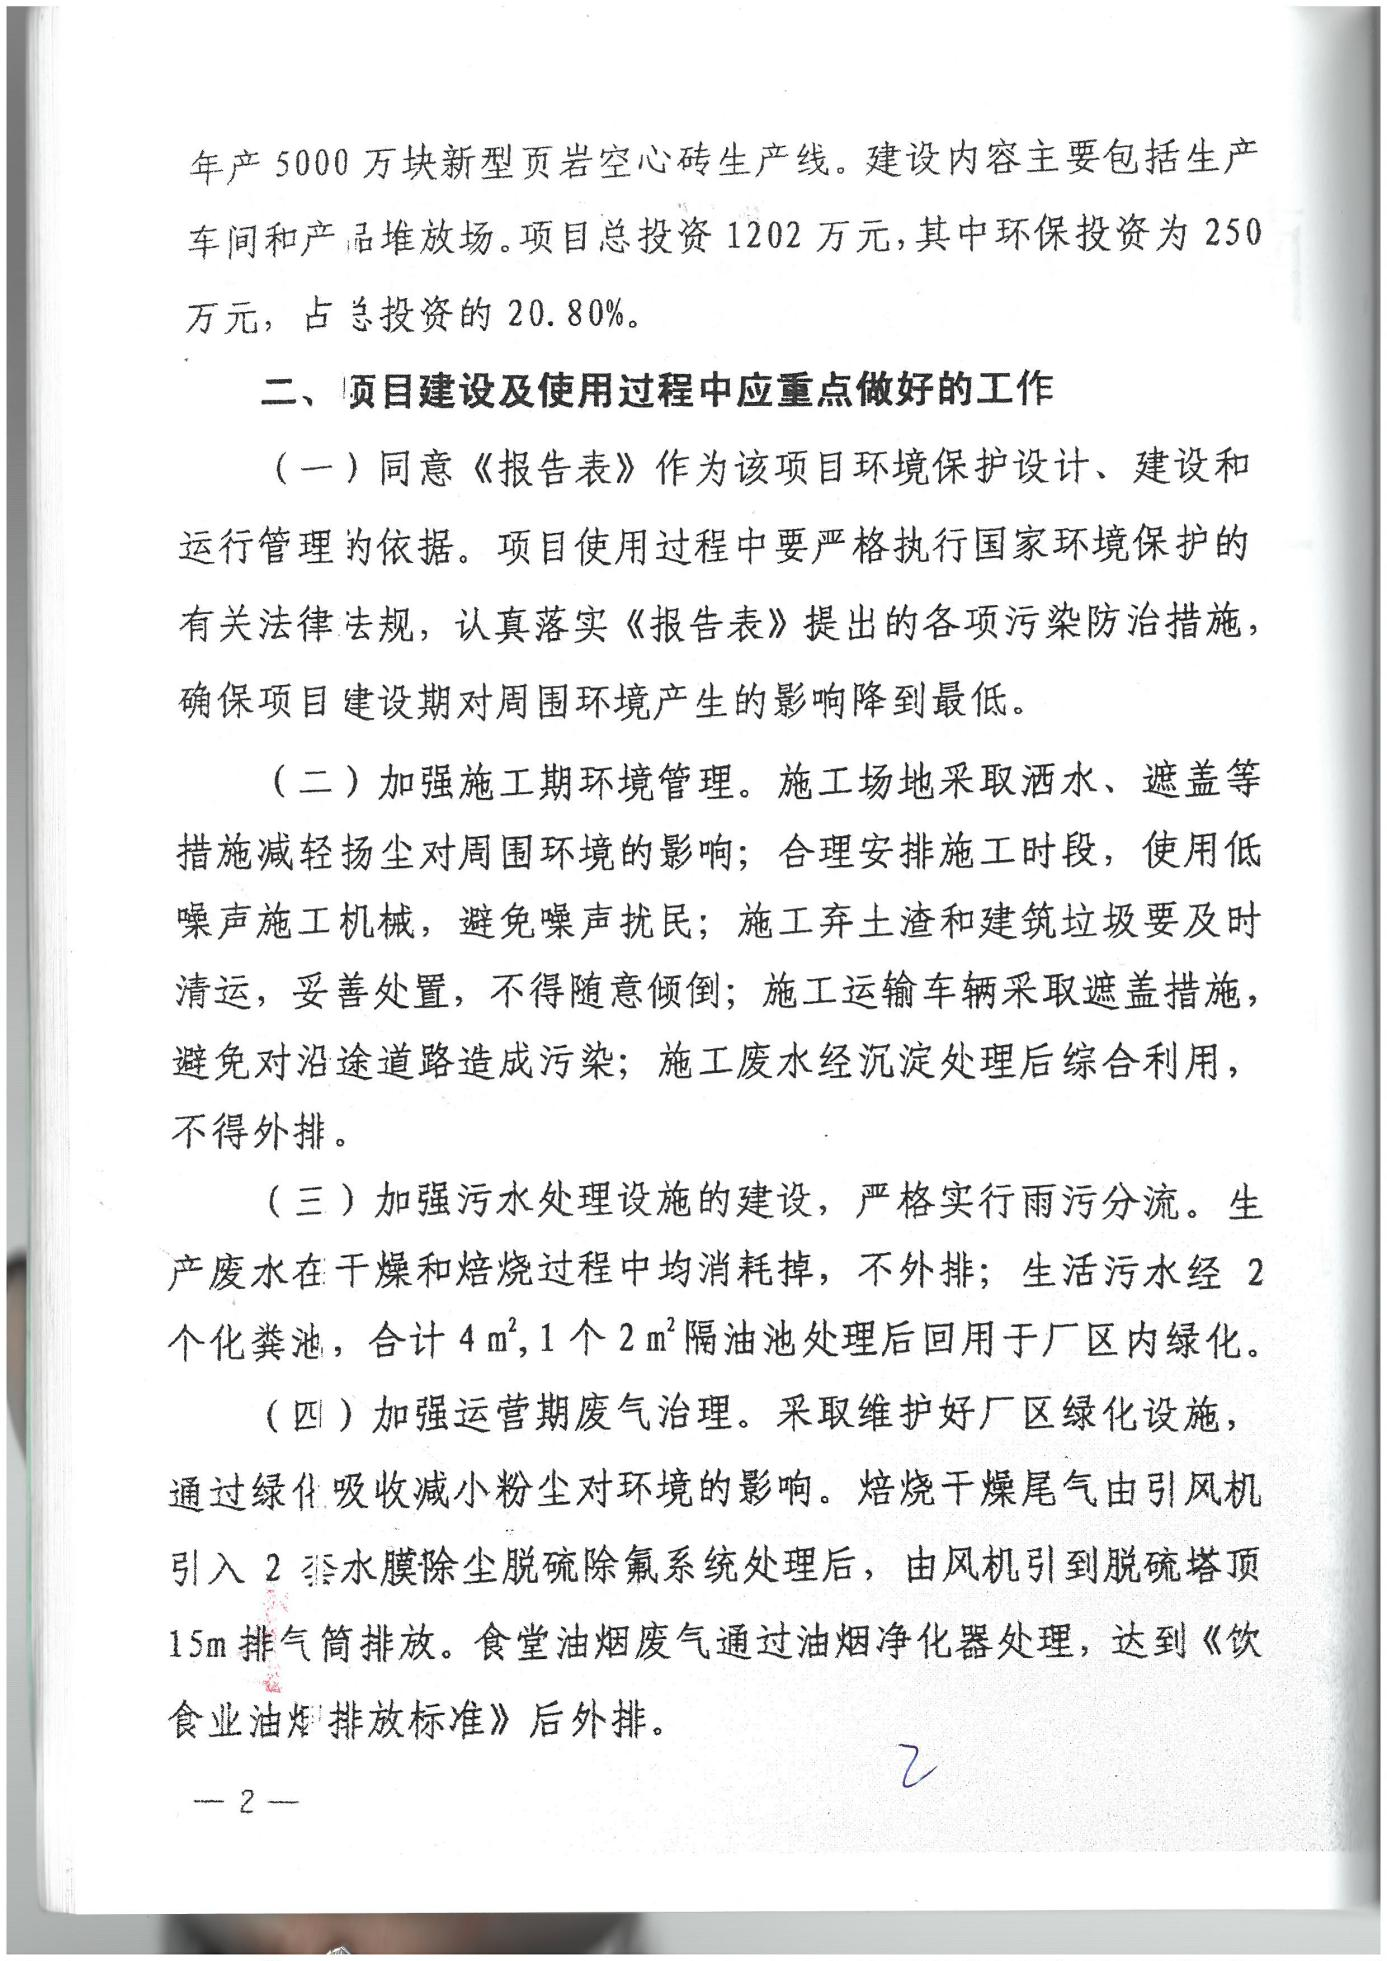 年产 5000 万块新型页岩空心砖生产线。建设内容主要包括生产
车间和产品堆放场。项目总投资 1202 万元,其中环保投资为 250
万元，占总投资的 20.80%。
二、项目建设及使用过程中应重点做好的工作
（一）同意《报告表》作为该项目环境保护设计、建设和
运行管理的依据。项目使用过程中要严格执行国家环境保护的
有关法律法规，认真落实《报告表》提出的各项污染防治措施，
确保项目建设期对周围环境产生的影响降到最低。
（二）加强施工期环境管理。施工场地采取洒水、遮盖等
措施减轻扬尘对周围环境的影响；合理安排施工时段，使用低
噪声施工机械，避免噪声扰民；施工弃土渣和建筑垃圾要及时
清运，妥善处置，不得随意倾倒；施工运输车辆采取遮盖措施，
避免对沿途道路造成污染；施工废水经沉淀处理后综合利用，
不得外排。
（三）加强污水处理设施的建设，严格实行雨污分流。生
产废水在干燥和焙烧过程中均消耗掉，不外排；生活污水经 2
个化粪池，合计 4 ㎡,1 个 2 ㎡隔油池处理后回用于厂区内绿化。
（四）加强运营期废气治理。采取维护好厂区绿化设施，
通过绿化吸收减小粉尘对环境的影响。焙烧干燥尾气由引风机
引入 2 套水膜除尘脱硫除氟系统处理后，由风机引到脱硫塔顶
15m 排气筒排放。食堂油烟废气通过油烟净化器处理，达到《饮
食业油烟排放标准》后外排。
2
— 2 —